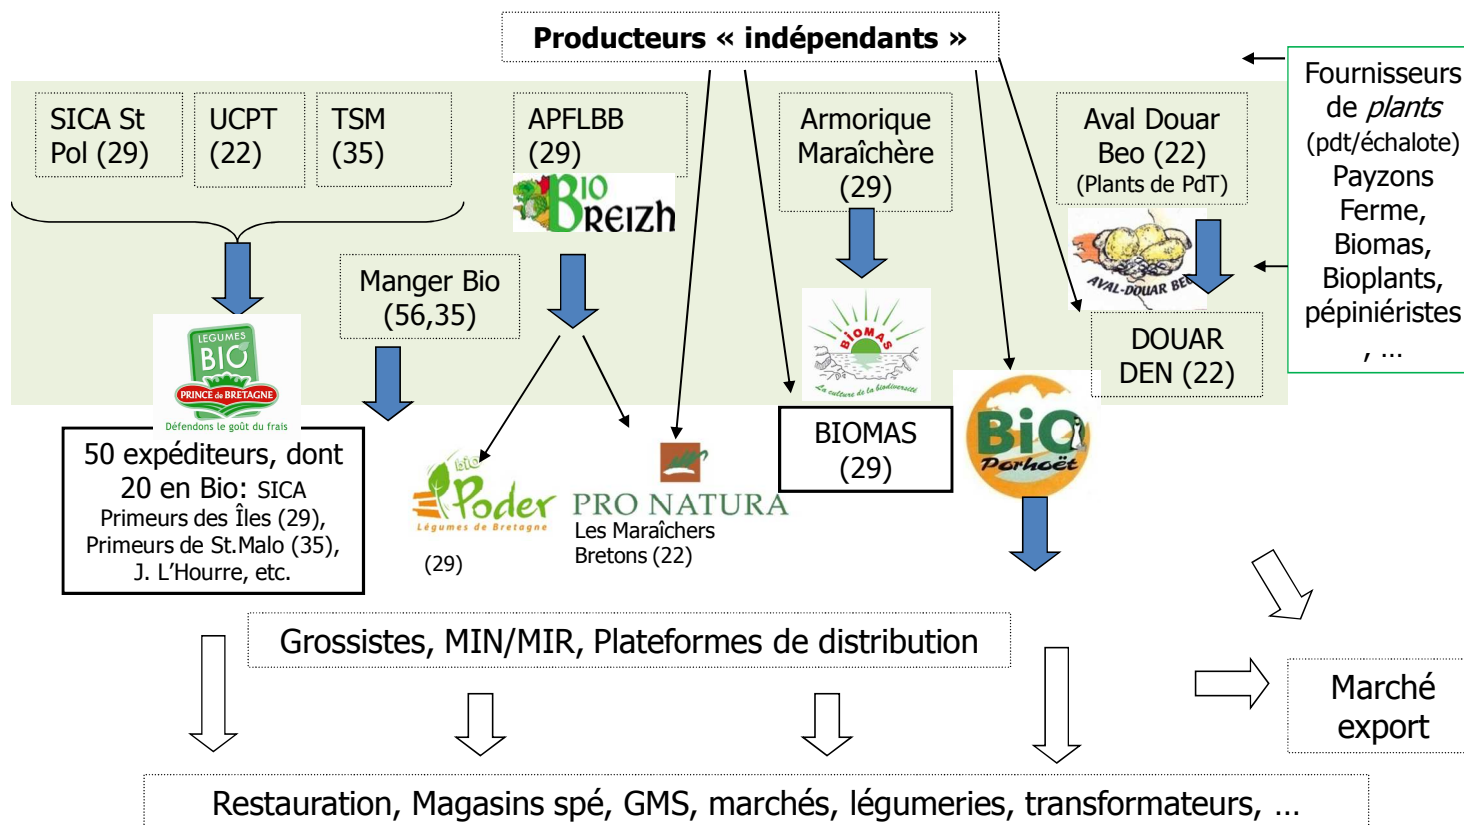 Producteurs « indépendants »
SICA St
Pol (29)
UCPT
(22)
TSM
(35)
APFLBB
(29)
BIO
BREIZH
Armorique
Maraîchère
(29)
Aval Douar
Beo (22)
(Plants de PdT)
AVAL-DOUAR BEO
Fournisseurs
de plants
(pdt/échalote)
Payzons
Ferme,
Biomas,
Bioplants,
pépiniéristes
, …
Manger Bio
(56,35)
LEGUMES
BIO
PRINCE de BRETAGNE
Défendons le goût du frais
BIOMAS
La culture de la biodiversité
DOUAR
DEN (22)
50 expéditeurs, dont
20 en Bio: SICA
Primeurs des Îles (29),
Primeurs de St.Malo (35),
J. L'Hourre, etc.
bio
Poder
Légumes de Bretagne
(29)
PRO NATURA
Les Maraîchers
Bretons (22)
BIOMAS
(29)
BiO
Porhoët
Grossistes, MIN/MIR, Plateformes de distribution
Marché
export
Restauration, Magasins spé, GMS, marchés, légumeries, transformateurs, …